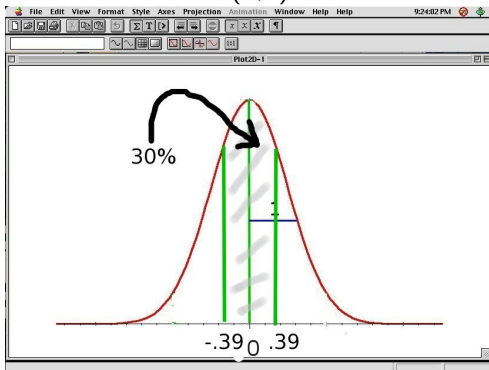 File Edit View Format Style Axes Projection Animation Window Help Help 9:24:02 PM
Σ T x x x ¶
Plot2D-1
30%
1
-.39 0 .39